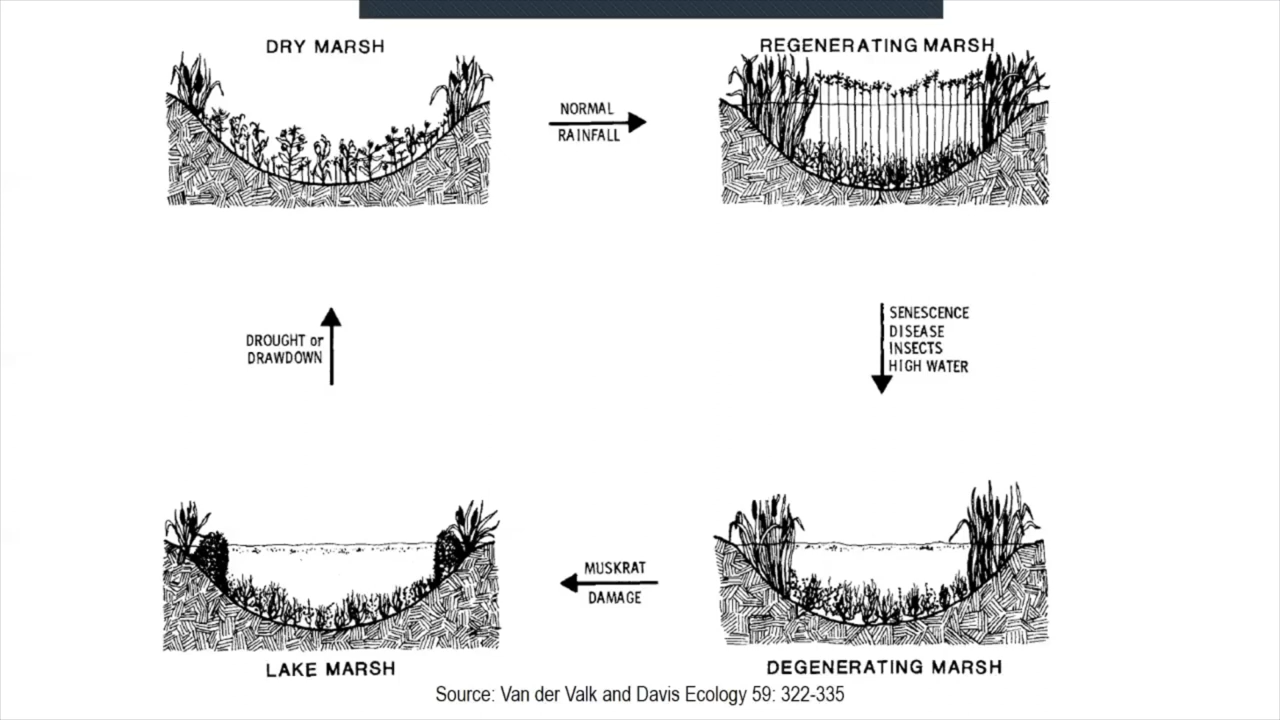 DRY MARSH
REGENERATING MARSH
NORMAL
RAINFALL
DROUGHT or
DRAWDOWN
SENESCENCE
DISEASE
INSECTS
HIGH WATER
MUSKRAT
DAMAGE
LAKE MARSH
DEGENERATING MARSH
Source: Van der Valk and Davis Ecology 59: 322-335